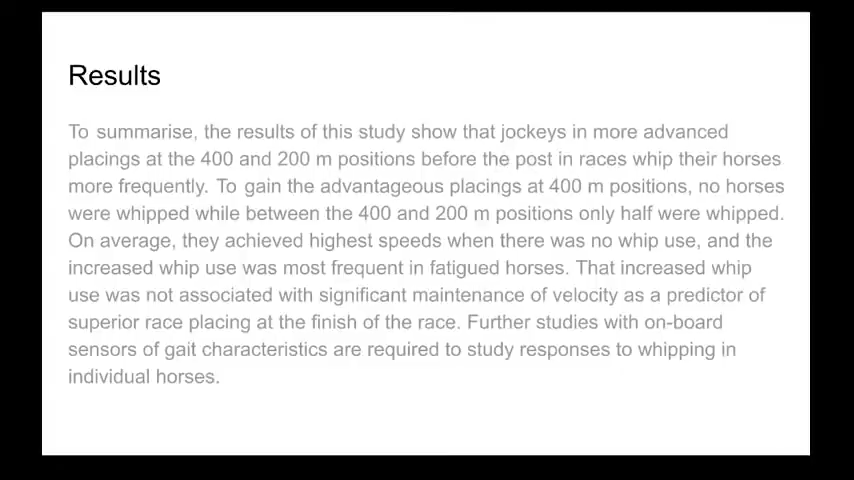 Results
To summarise, the results of this study show that jockeys in more advanced
placings at the 400 and 200 m positions before the post in races whip their horses
more frequently. To gain the advantageous placings at 400 m positions, no horses
were whipped while between the 400 and 200 m positions only half were whipped.
On average, they achieved highest speeds when there was no whip use, and the
increased whip use was most frequent in fatigued horses. That increased whip
use was not associated with significant maintenance of velocity as a predictor of
superior race placing at the finish of the race. Further studies with on-board
sensors of gait characteristics are required to study responses to whipping in
individual horses.